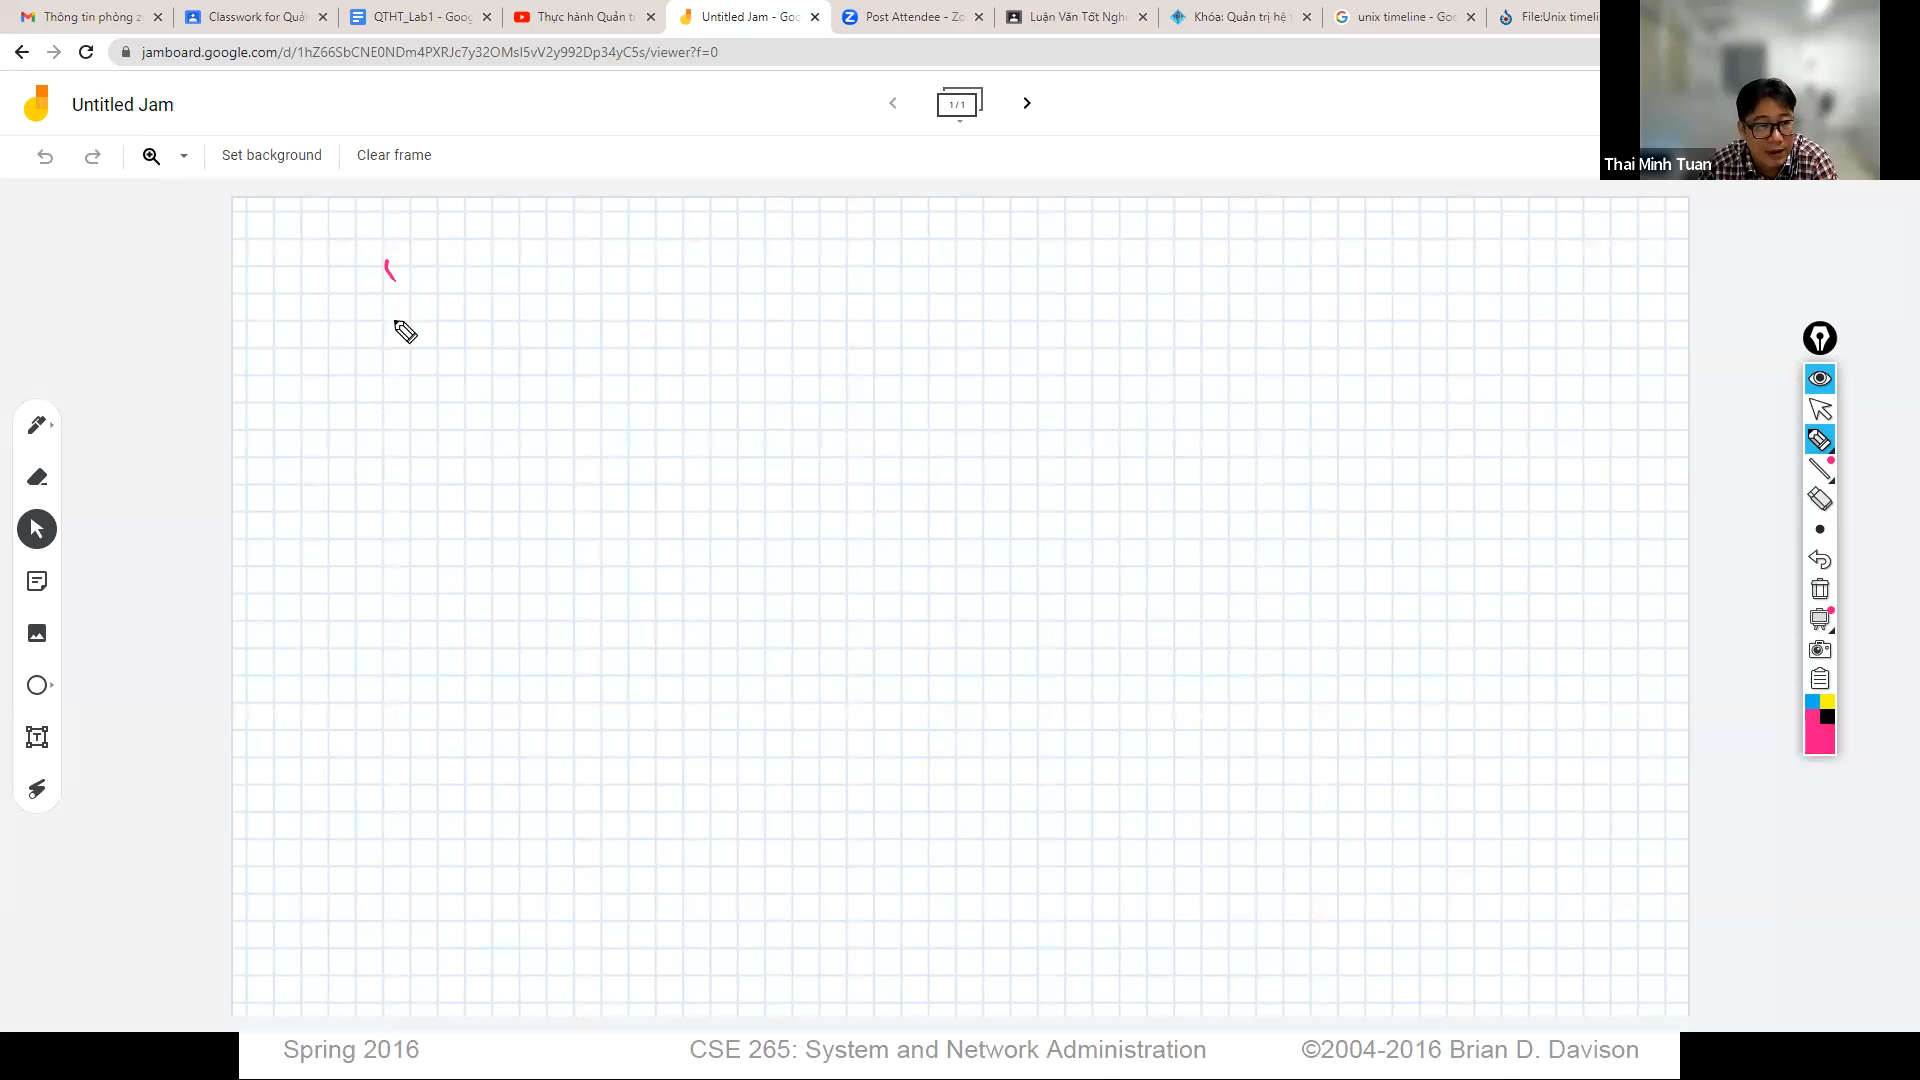 Thông tin phòng
Classwork for Quả
QTHT_Lab1 - Goog
Thực hành Quản t
Untitled Jam - Goo
Post Attendee - Zo
Luận Văn Tốt Ngh
Khóa: Quản trị hệ
unix timeline - Goo
File:Unix timeli
jamboard.google.com/d/1hZ66SbCNE0NDm4PXRJc7y32OMsI5vV2y992Dp34yC5s/viewer?f=0
Untitled Jam
1 / 1
Set background
Clear frame
Thai Minh Tuan
Spring 2016
CSE 265: System and Network Administration
©2004-2016 Brian D. Davison